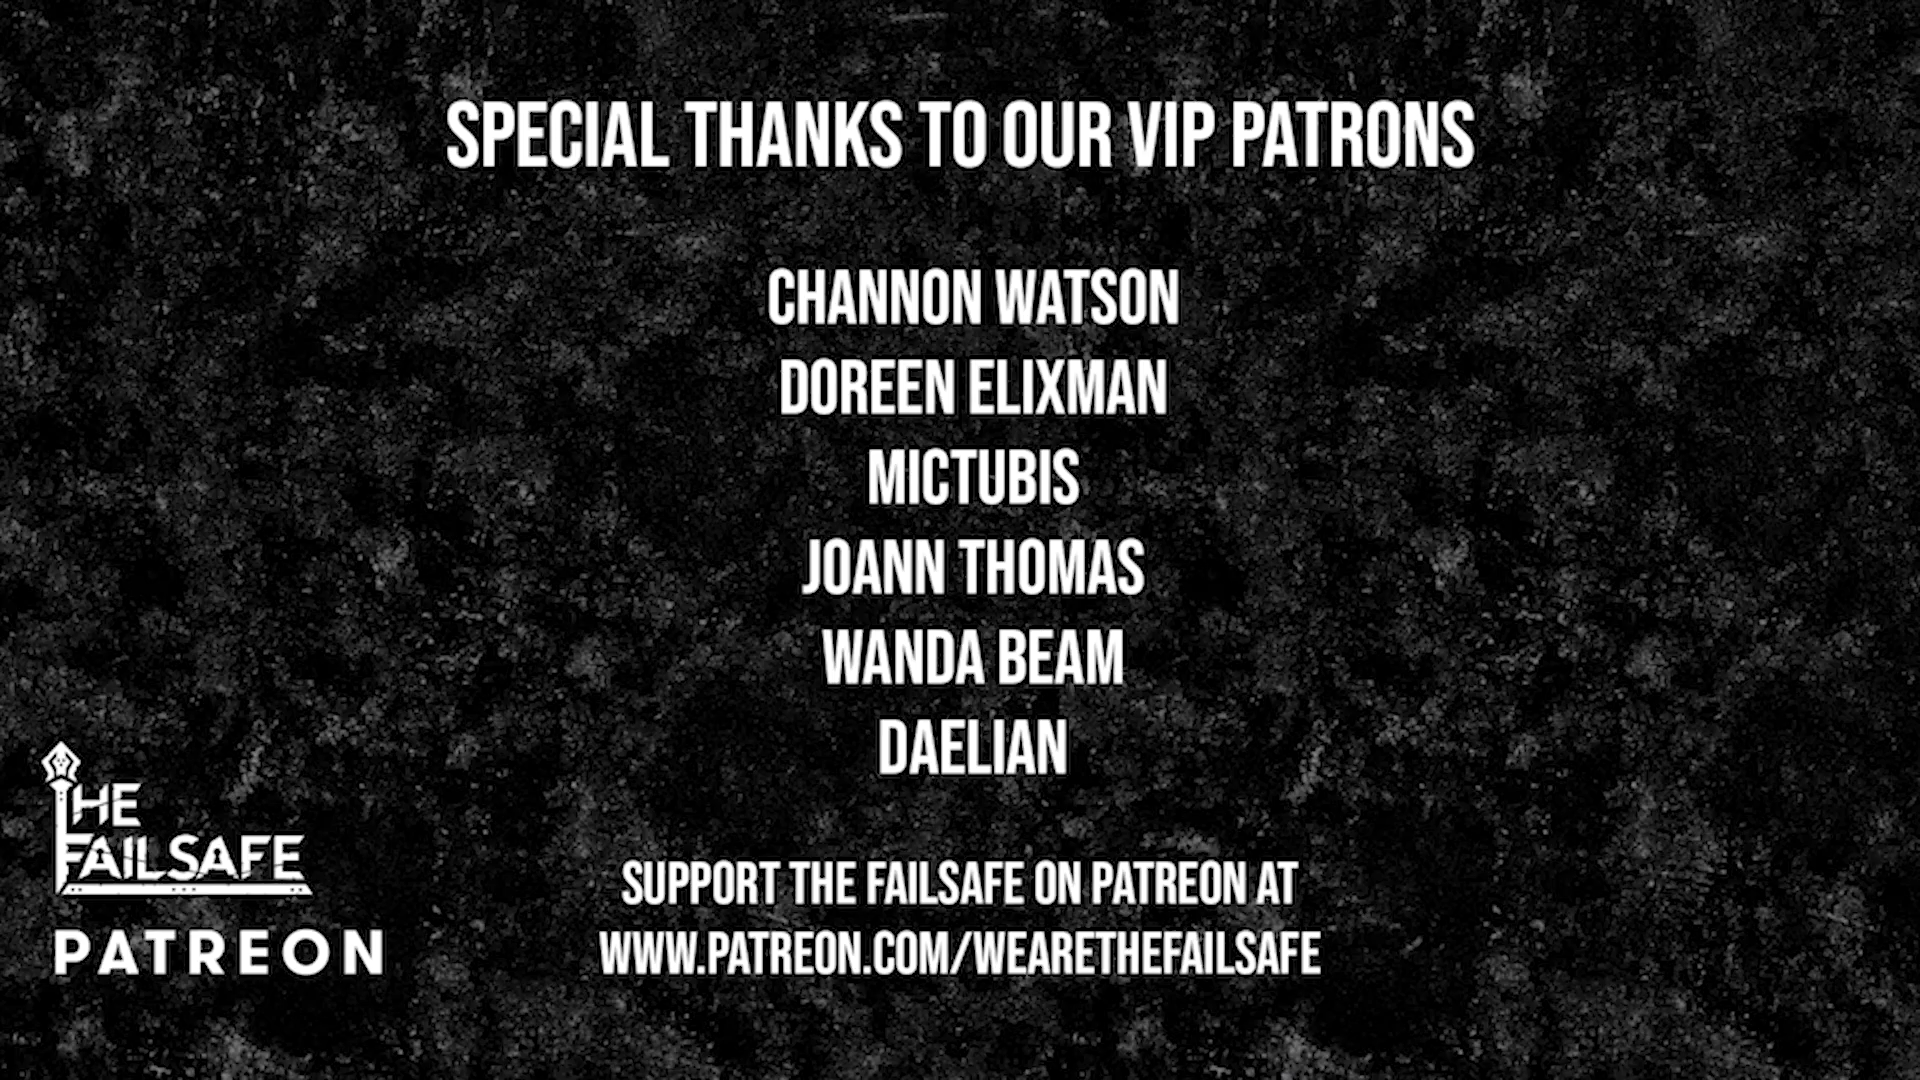 SPECIAL THANKS TO OUR VIP PATRONS
CHANNON WATSON
DOREEN ELIXMAN
MICTUBIS
JOANN THOMAS
WANDA BEAM
DAELIAN
THE
FAILSAFE
PATREON
SUPPORT THE FAILSAFE ON PATREON AT
WWW.PATREON.COM/WEARETHEFAILSAFE